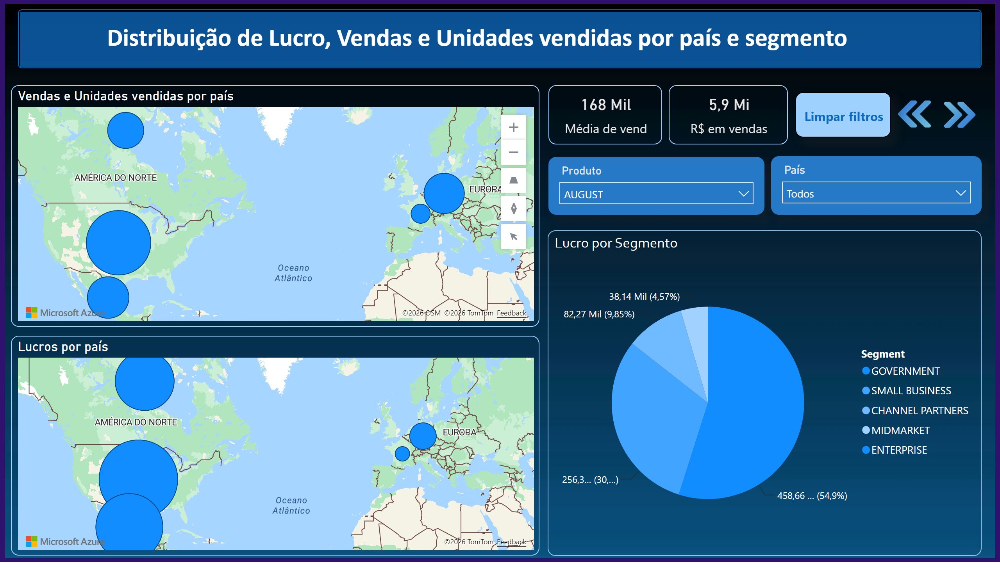 Distribuição de Lucro, Vendas e Unidades vendidas por país e segmento
Vendas e Unidades vendidas por país
AMÉRICA DO NORTE
EUROPA
Oceano
Atlântico
Microsoft Azure
©2026 OSM ©2026 TomTom Feedback
168 Mil
Média de vend
5,9 Mi
R$ em vendas
Limpar filtros
Produto
AUGUST
País
Todos
Lucros por país
AMÉRICA DO NORTE
EUROPA
Oceano
Atlântico
Microsoft Azure
©2026 TomTom Feedback
Lucro por Segmento
38,14 Mil (4,57%)
82,27 Mil (9,85%)
256,3... (30,...)
458,66 ... (54,9%)
Segment
GOVERNMENT
SMALL BUSINESS
CHANNEL PARTNERS
MIDMARKET
ENTERPRISE